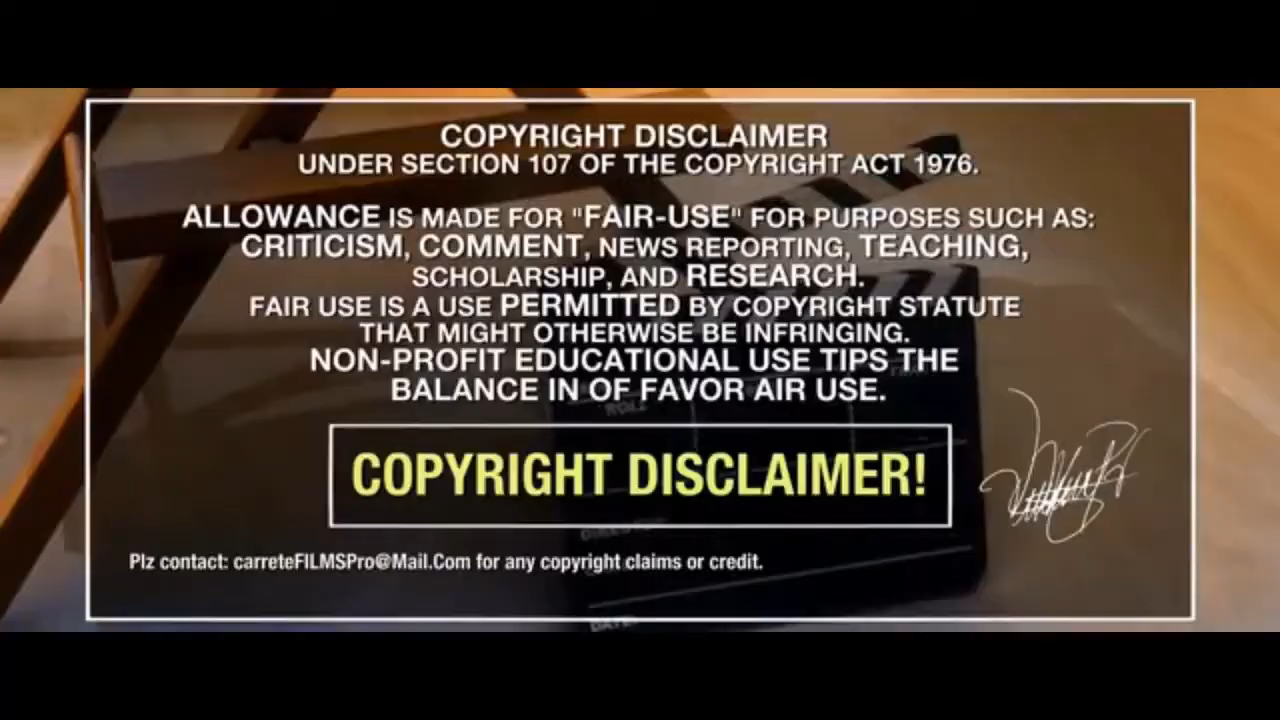 COPYRIGHT DISCLAIMER
UNDER SECTION 107 OF THE COPYRIGHT ACT 1976.
ALLOWANCE IS MADE FOR "FAIR-USE" FOR PURPOSES SUCH AS:
CRITICISM, COMMENT, NEWS REPORTING, TEACHING,
SCHOLARSHIP, AND RESEARCH.
FAIR USE IS A USE PERMITTED BY COPYRIGHT STATUTE
THAT MIGHT OTHERWISE BE INFRINGING.
NON-PROFIT EDUCATIONAL USE TIPS THE
BALANCE IN OF FAVOR AIR USE.
ROLL
COPYRIGHT DISCLAIMER!
Plz contact: carreteFILMSPro@Mail.Com for any copyright claims or credit.
DATE